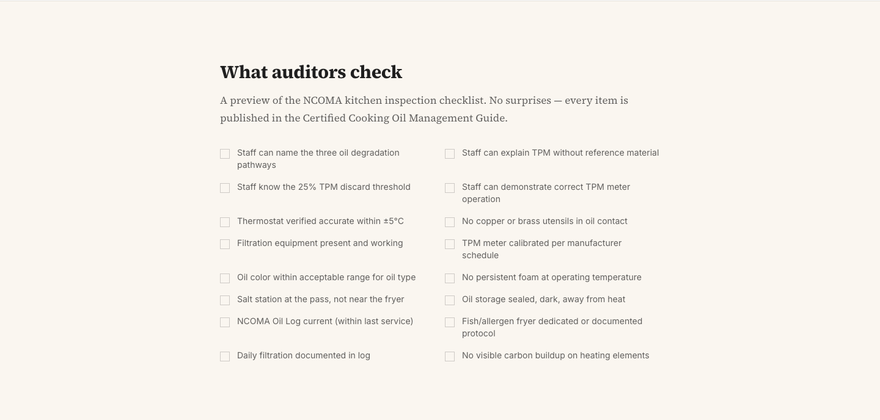 What auditors check
A preview of the NCOMA kitchen inspection checklist. No surprises — every item is
published in the Certified Cooking Oil Management Guide.
Staff can name the three oil degradation
pathways
Staff can explain TPM without reference material
Staff know the 25% TPM discard threshold
Staff can demonstrate correct TPM meter
operation
Thermostat verified accurate within ±5°C
No copper or brass utensils in oil contact
Filtration equipment present and working
TPM meter calibrated per manufacturer
schedule
Oil color within acceptable range for oil type
No persistent foam at operating temperature
Salt station at the pass, not near the fryer
Oil storage sealed, dark, away from heat
NCOMA Oil Log current (within last service)
Fish/allergen fryer dedicated or documented
protocol
Daily filtration documented in log
No visible carbon buildup on heating elements